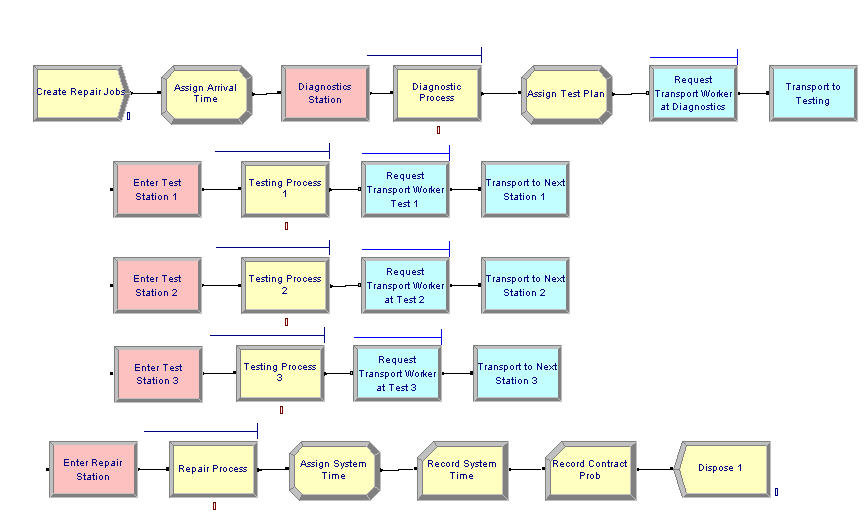 Create Repair Jobs
Assign Arrival
Time
Diagnostics
Station
Diagnostic
Process
Assign Test Plan
Request
Transport Worker
at Diagnostics
Transport to
Testing
Enter Test
Station 1
Testing Process
1
Request
Transport Worker
Test 1
Transport to Next
Station 1
Enter Test
Station 2
Testing Process
2
Request
Transport Worker
at Test 2
Transport to Next
Station 2
Enter Test
Station 3
Testing Process
3
Request
Transport Worker
at Test 3
Transport to Next
Station 3
Enter Repair
Station
Repair Process
Assign System
Time
Record System
Time
Record Contract
Prob
Dispose 1
0
0
0
0
0
0
0